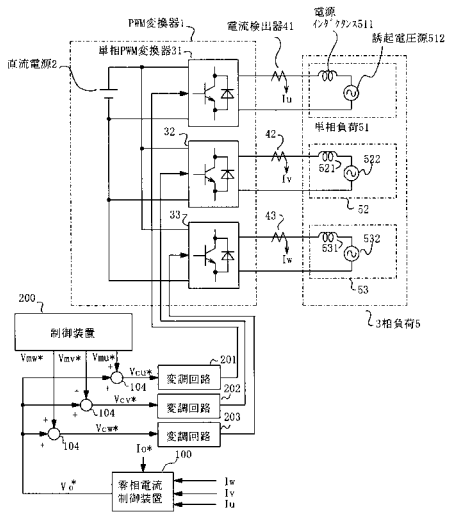 PWM変換器1
電流検出器41
電源
インダクタンス511
誘起電圧源512
単相PWM変換器31
直流電源2
Iu
単相負荷51
32
42
Iv
521
522
52
33
43
Iw
531
532
53
3相負荷5
200
制御装置
Vmw*
Vmv*
Vmu*
+
+
104
Vcu*
201
変調回路
+
+
104
Vcv*
202
変調回路
+
+
104
Vcw*
203
変調回路
Io*
100
零相電流
制御装置
Vo*
Iw
Iv
Iu